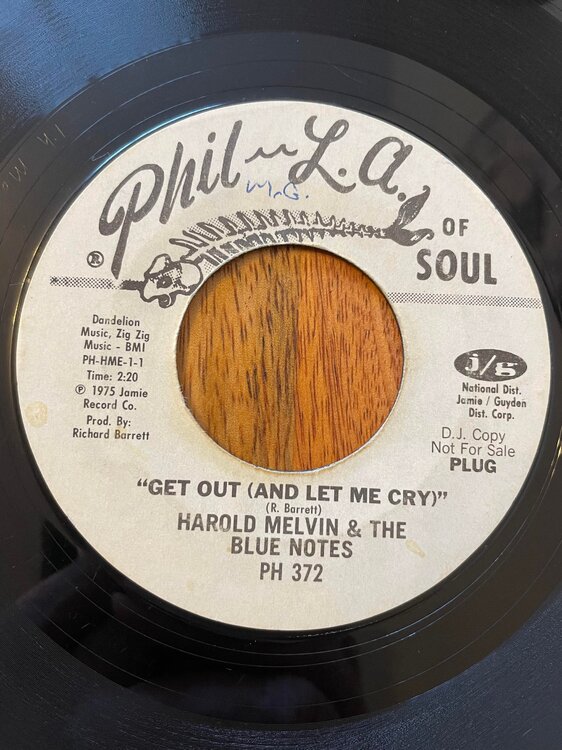 Phil ~ L.A.
OF
SOUL
M.G.
®
Dandelion
Music, Zig Zig
Music - BMI
PH-HME-1-1
Time: 2:20
℗ 1975 Jamie
Record Co.
Prod. By:
Richard Barrett
j/g
National Dist.
Jamie / Guyden
Dist. Corp.
D.J. Copy
Not For Sale
PLUG
"GET OUT (AND LET ME CRY)"
(R. Barrett)
HAROLD MELVIN & THE
BLUE NOTES
PH 372